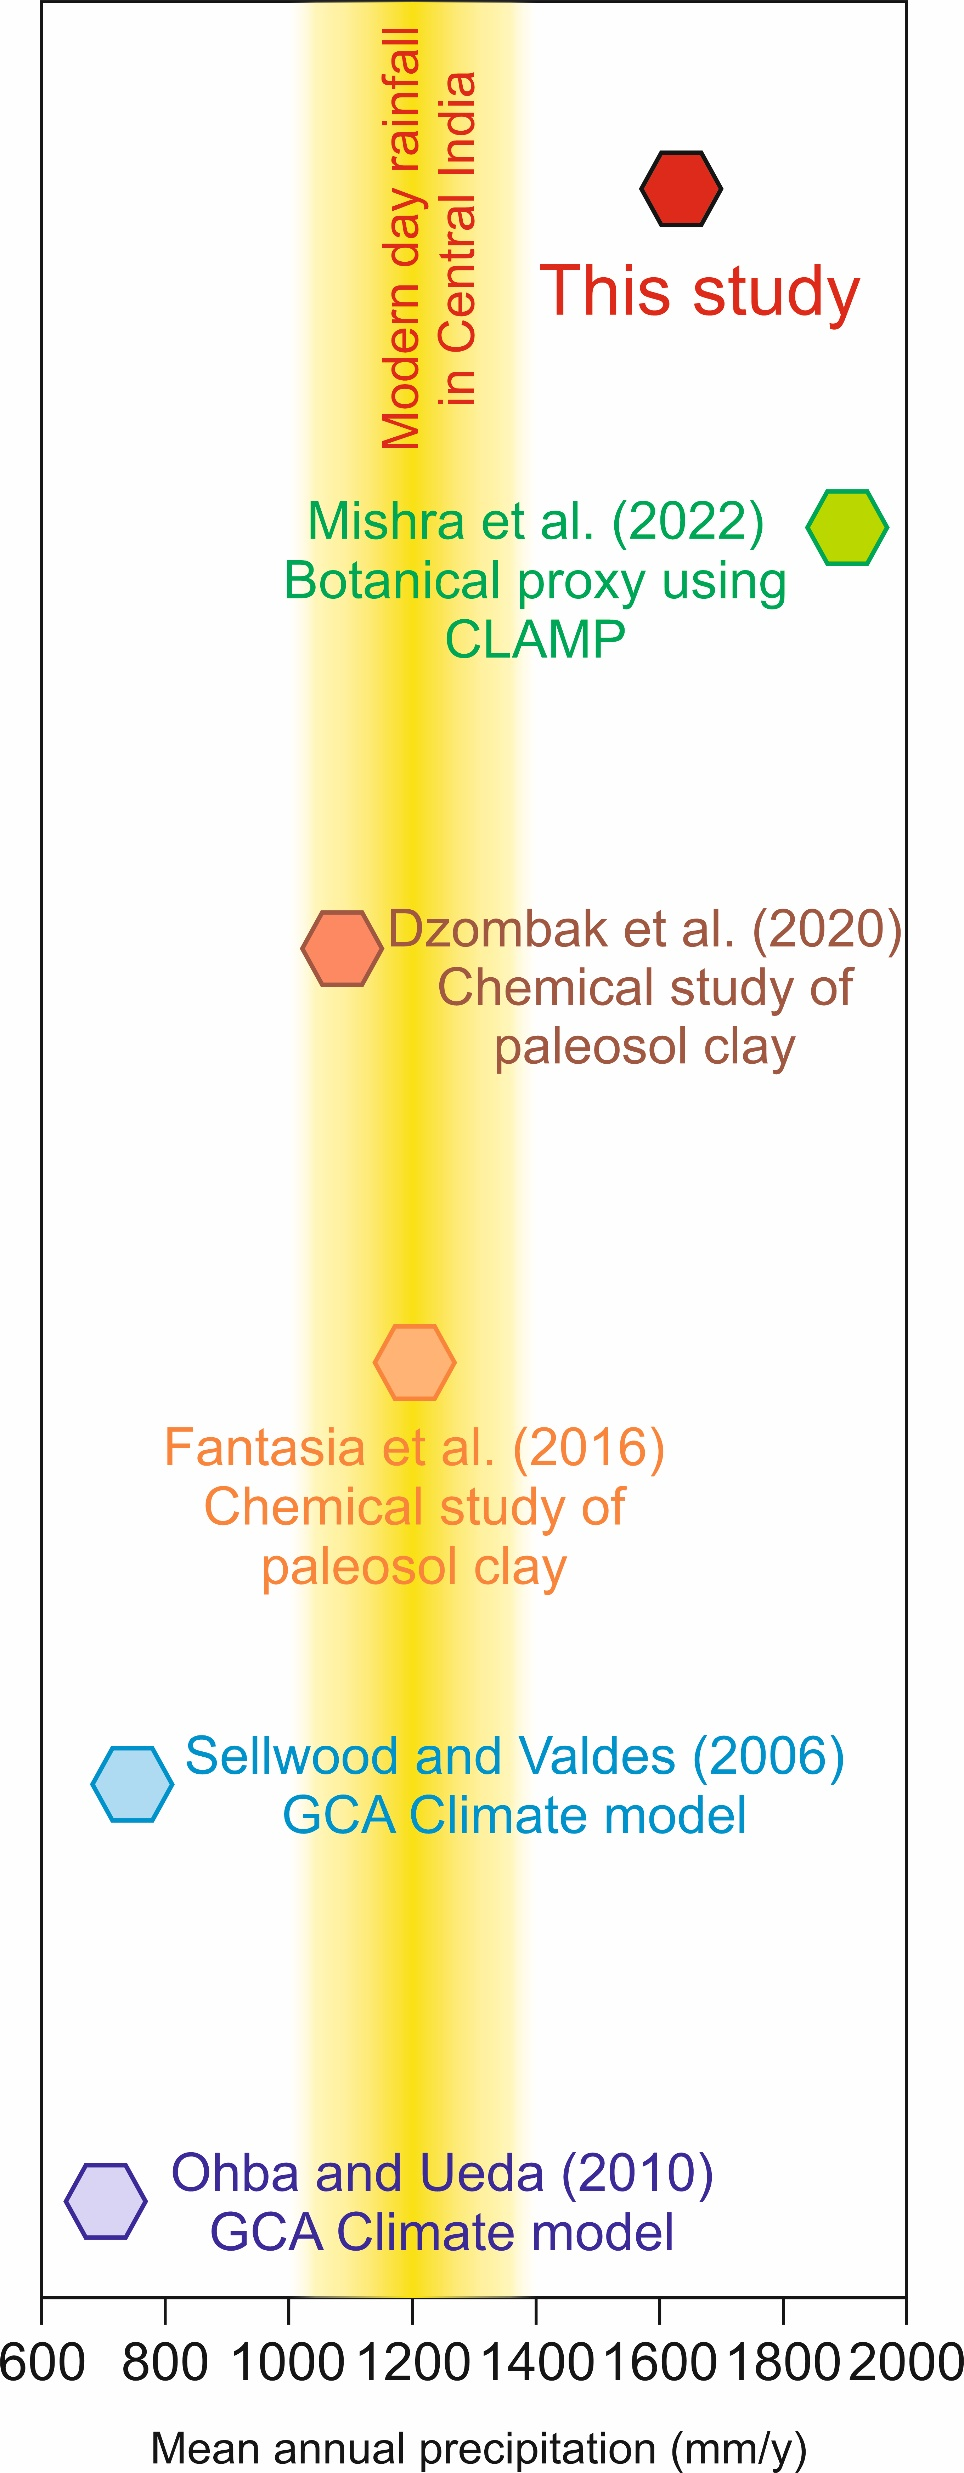 Modern day rainfall
in Central India
This study
Mishra et al. (2022)
Botanical proxy using
CLAMP
Dzombak et al. (2020)
Chemical study of
paleosol clay
Fantasia et al. (2016)
Chemical study of
paleosol clay
Sellwood and Valdes (2006)
GCA Climate model
Ohba and Ueda (2010)
GCA Climate model
600 800 1000 1200 1400 1600 1800 2000
Mean annual precipitation (mm/y)